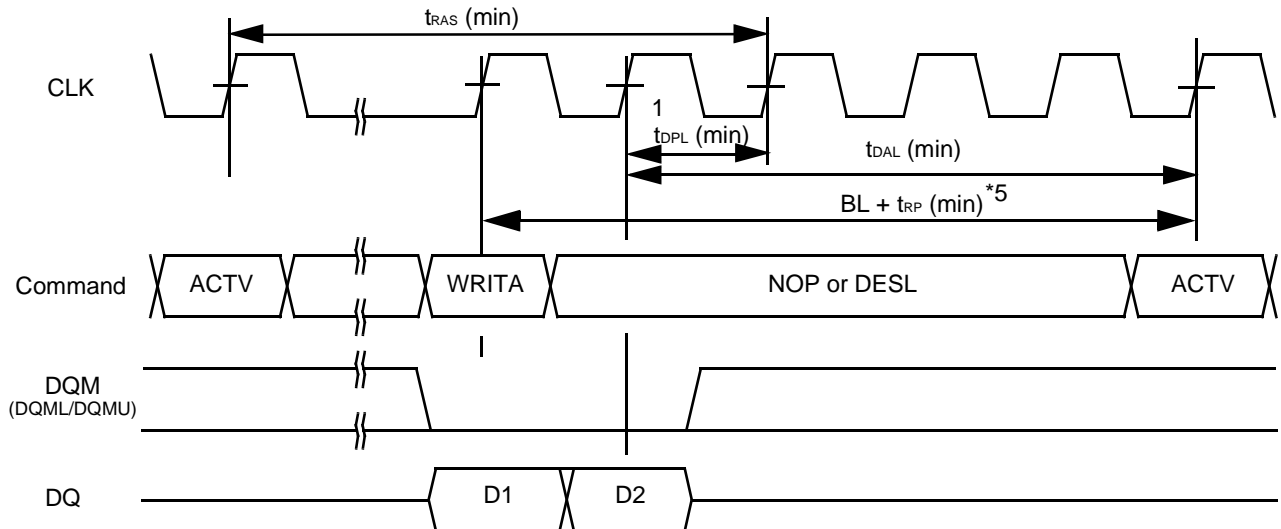 tRAS (min)
CLK
1
tDPL (min)
tDAL (min)
BL + tRP (min)*5
Command
ACTV
WRITA
NOP or DESL
ACTV
DQM
(DQML/DQMU)
DQ
D1
D2